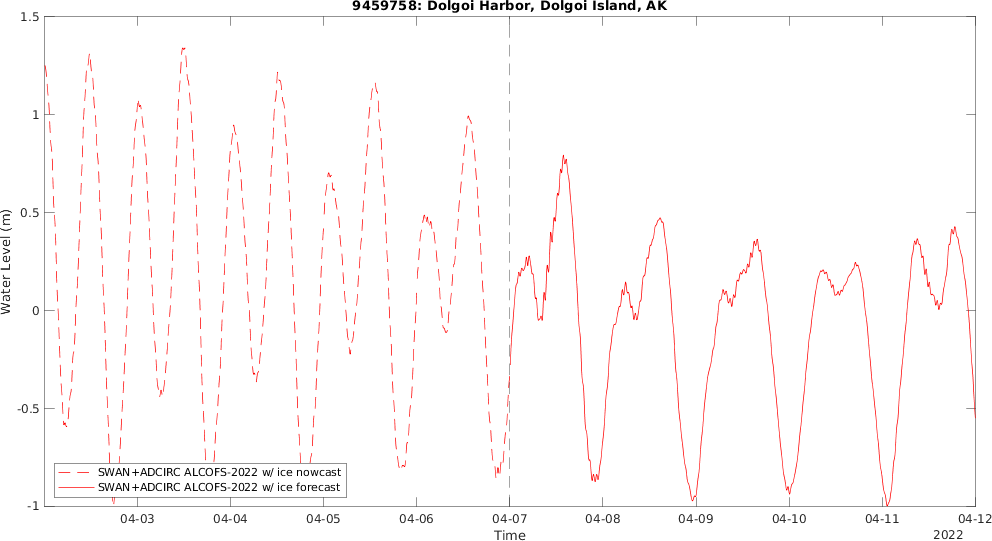 9459758: Dolgoi Harbor, Dolgoi Island, AK
1.5
1
0.5
0
-0.5
-1
Water Level (m)
SWAN+ADCIRC ALCOFS-2022 w/ ice nowcast
SWAN+ADCIRC ALCOFS-2022 w/ ice forecast
04-03 04-04 04-05 04-06 04-07 04-08 04-09 04-10 04-11 04-12
Time
2022